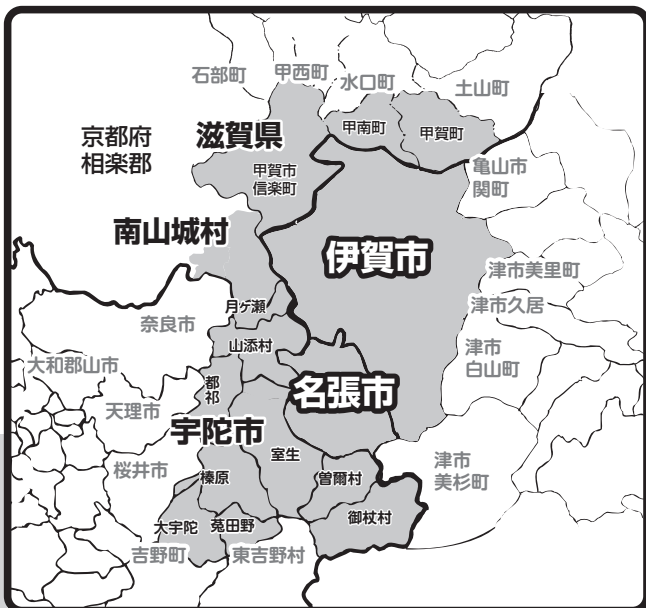 石部町
甲西町
水口町
土山町
京都府
相楽郡
滋賀県
甲南町
甲賀町
甲賀市
信楽町
亀山市
関町
南山城村
伊賀市
津市美里町
月ヶ瀬
津市久居
奈良市
山添村
津市
白山町
大和郡山市
都祁
名張市
天理市
宇陀市
室生
津市
美杉町
桜井市
榛原
曽爾村
御杖村
大宇陀
菟田野
吉野町
東吉野村